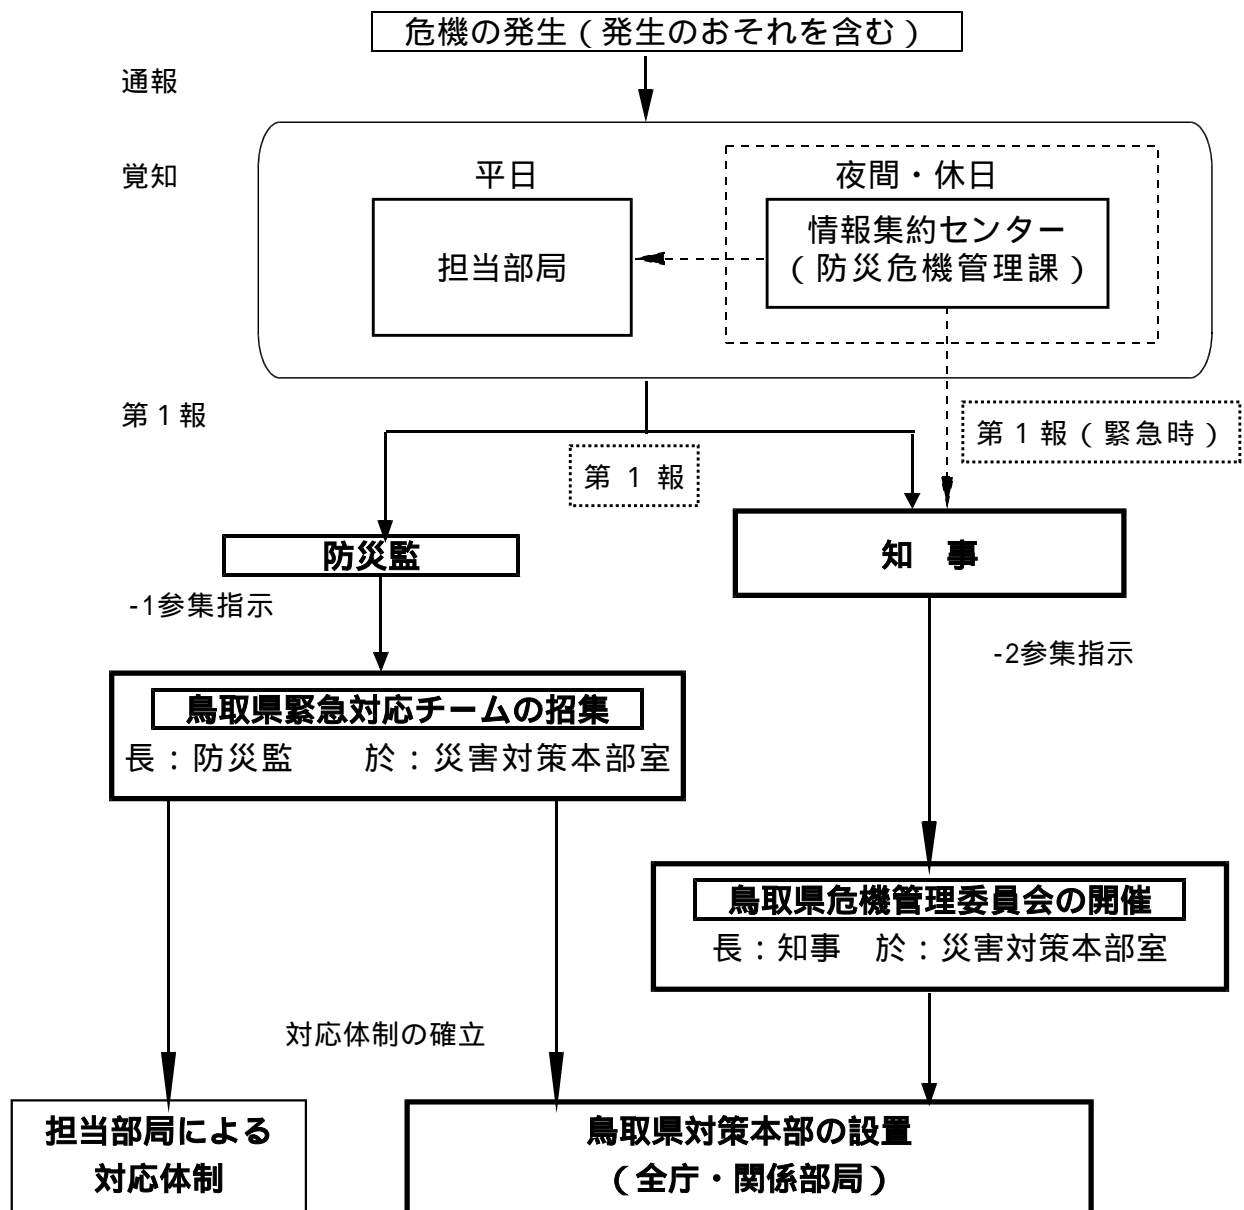 危機の発生（発生のおそれを含む）
通報
覚知
平日
夜間・休日
担当部局
情報集約センター
（防災危機管理課）
第1報
第1報（緊急時）
第1報
防災監
知　事
-1参集指示
-2参集指示
鳥取県緊急対応チームの招集
長：防災監　　於：災害対策本部室
鳥取県危機管理委員会の開催
長：知事　於：災害対策本部室
対応体制の確立
担当部局による
対応体制
鳥取県対策本部の設置
（全庁・関係部局）